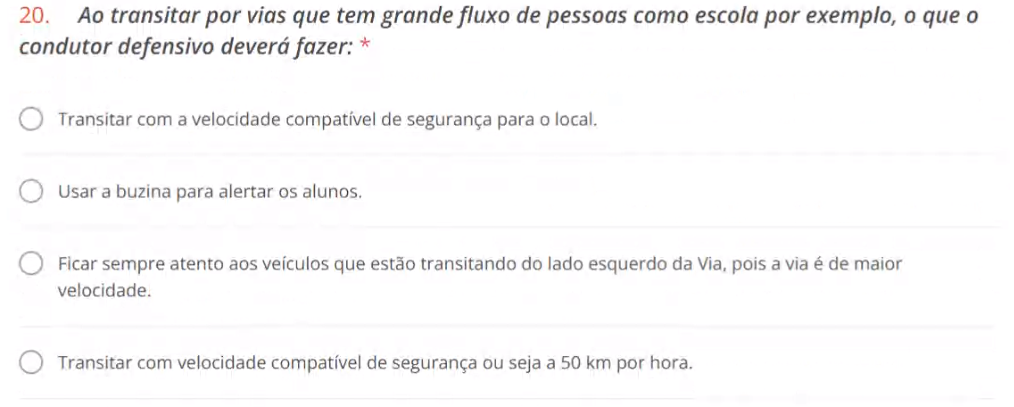 20. Ao transitar por vias que tem grande fluxo de pessoas como escola por exemplo, o que o
condutor defensivo deverá fazer: *
Transitar com a velocidade compatível de segurança para o local.
Usar a buzina para alertar os alunos.
Ficar sempre atento aos veículos que estão transitando do lado esquerdo da Via, pois a via é de maior
velocidade.
Transitar com velocidade compatível de segurança ou seja a 50 km por hora.